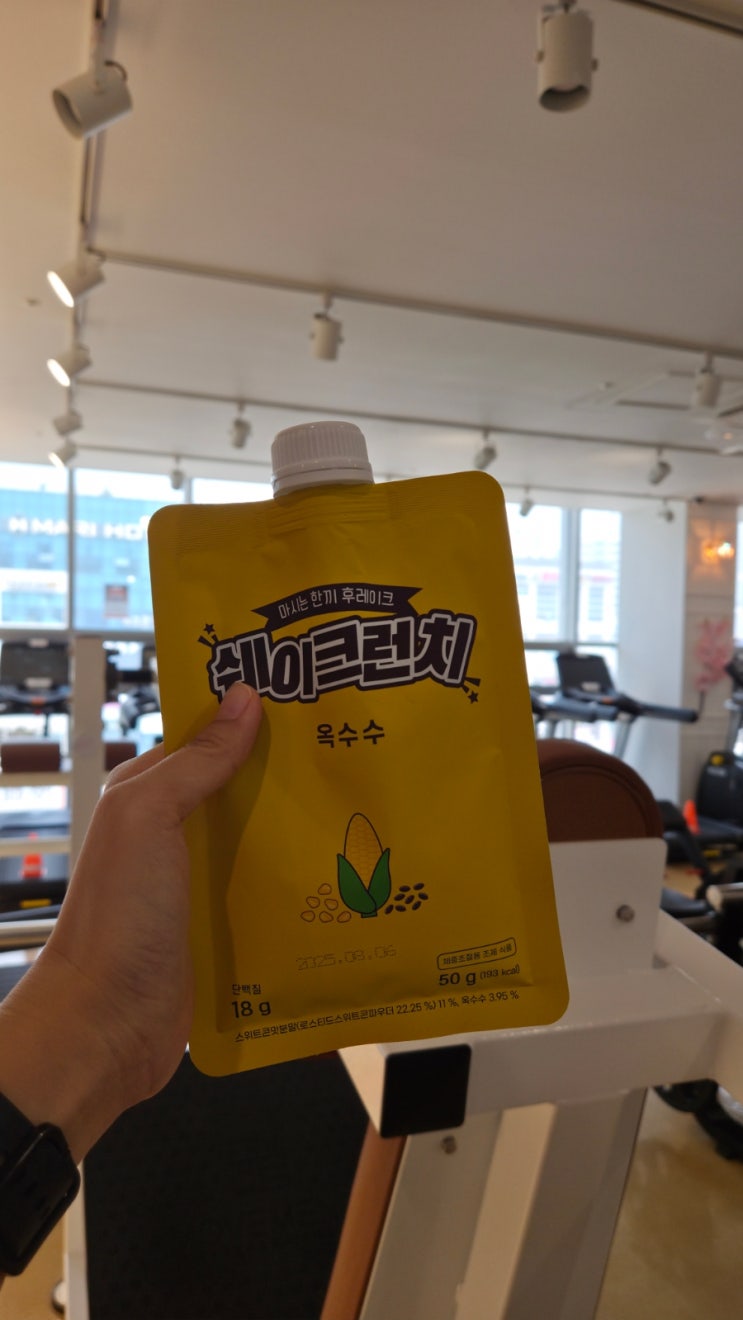 마시는 한끼 후레이크
쉐이크런치
옥수수
2025.08.06
체중조절용 조제 식품
단백질
18 g
50 g (193 kcal)
스위트콘맛분말(로스티드스위트콘파우더 22.25 %) 11 %, 옥수수 3.95 %